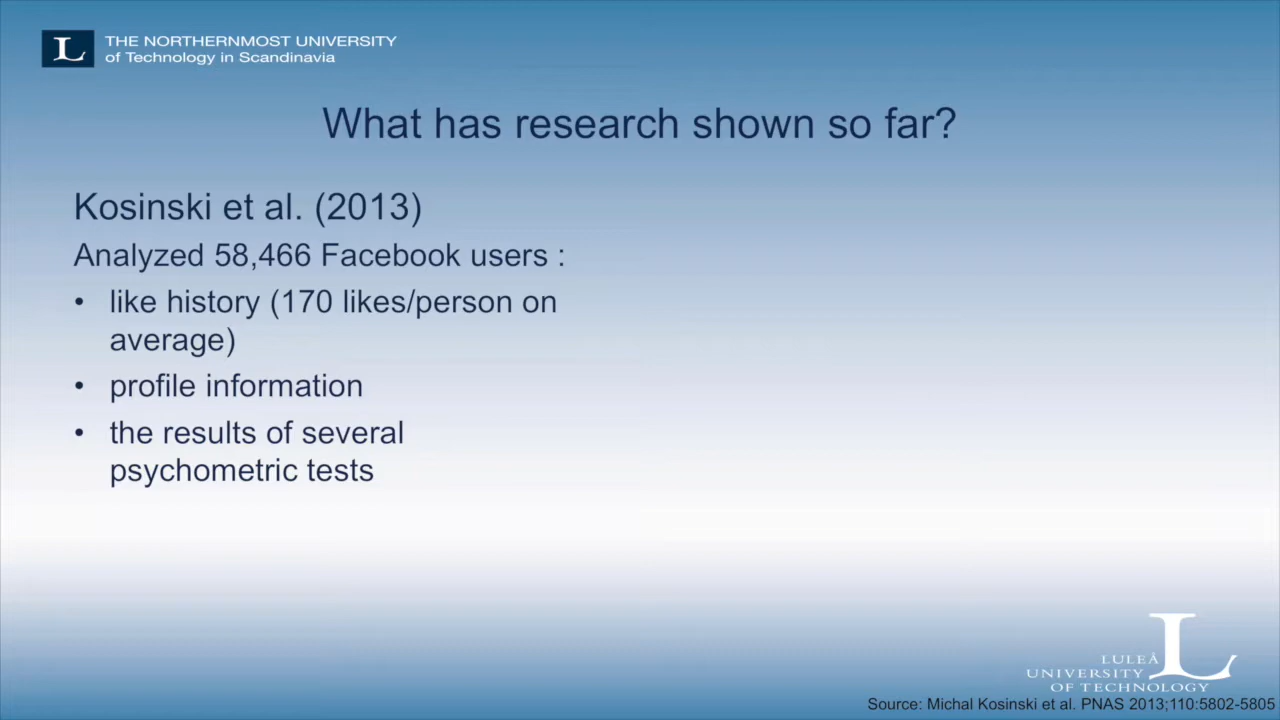 L
THE NORTHERNMOST UNIVERSITY
of Technology in Scandinavia
What has research shown so far?
Kosinski et al. (2013)
Analyzed 58,466 Facebook users :
• like history (170 likes/person on
average)
• profile information
• the results of several
psychometric tests
L
LULEÅ
UNIVERSITY
OF TECHNOLOGY
Source: Michal Kosinski et al. PNAS 2013;110:5802-5805